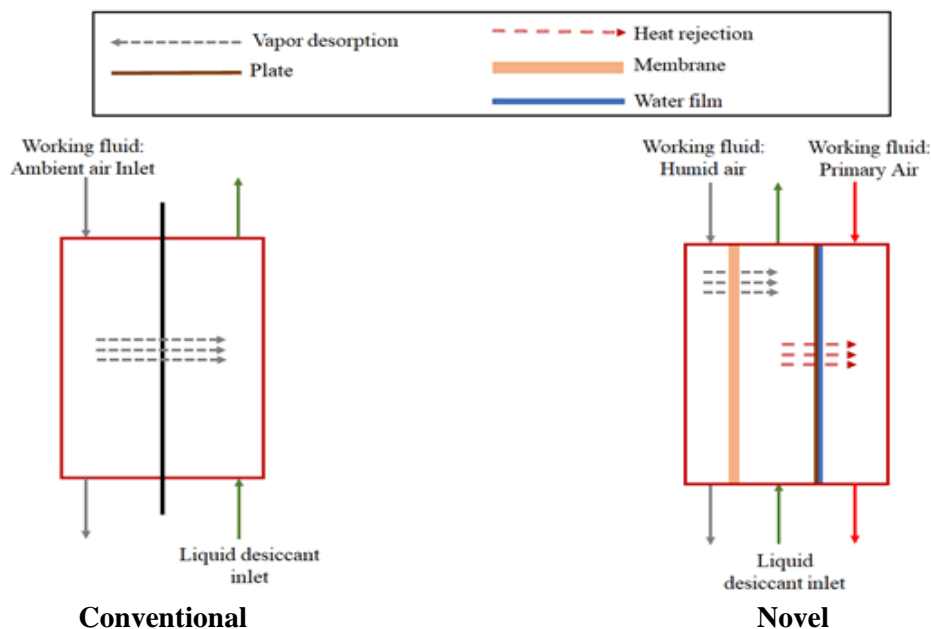 Vapor desorption
Plate
Heat rejection
Membrane
Water film
Working fluid:
Ambient air Inlet
Liquid desiccant
inlet
Conventional
Working fluid:
Humid air
Working fluid:
Primary Air
Liquid
desiccant inlet
Novel